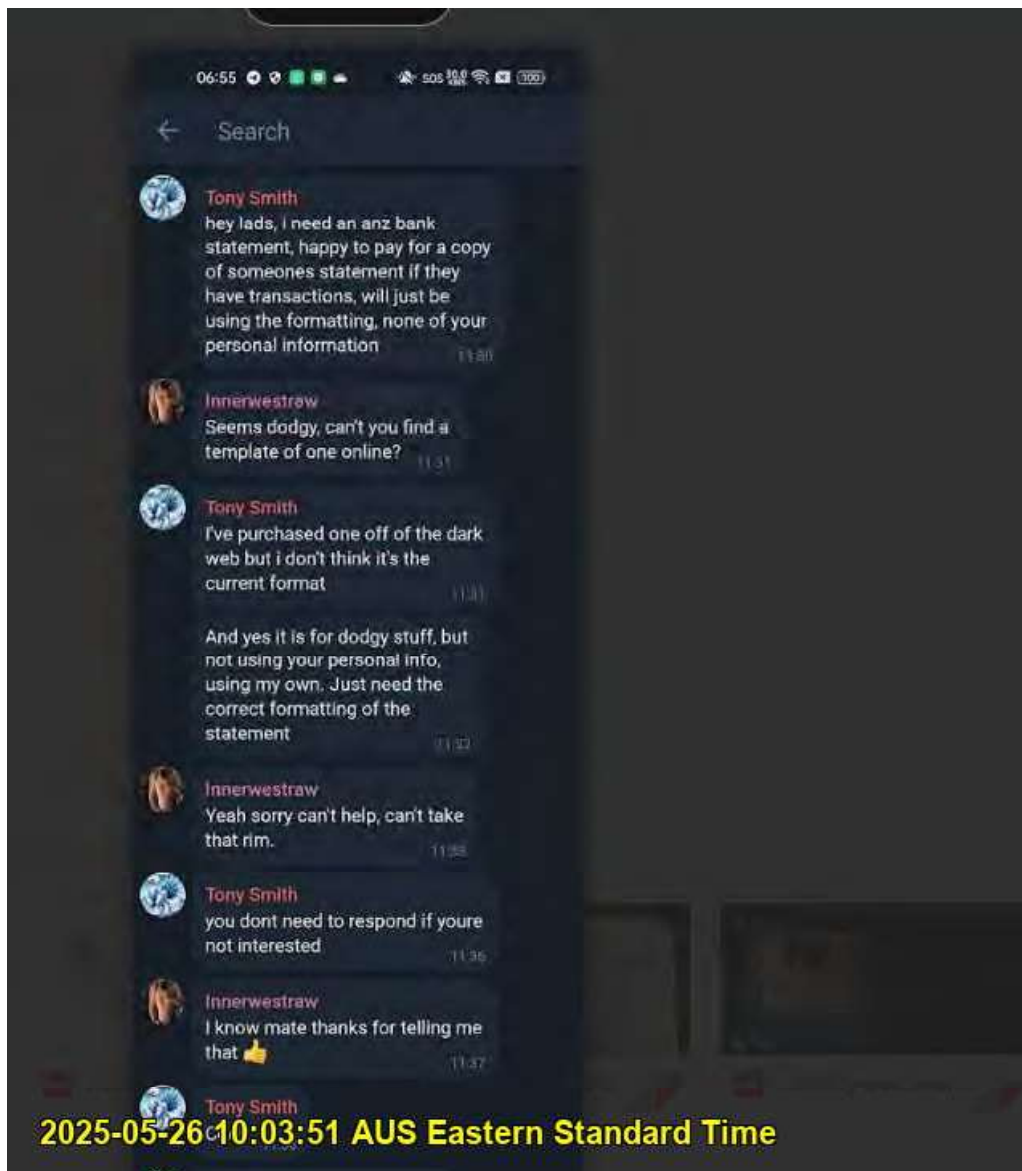 06:55
SOS
100
Search
Tony Smith
hey lads, i need an anz bank
statement, happy to pay for a copy
of someones statement if they
have transactions, will just be
using the formatting, none of your
personal information
Innerwestraw
Seems dodgy, can't you find a
template of one online?
11:31
Tony Smith
I've purchased one off of the dark
web but i don't think it's the
current format
11:31
And yes it is for dodgy stuff, but
not using your personal info,
using my own. Just need the
correct formatting of the
statement
Innerwestraw
Yeah sorry can't help, can't take
that rim.
Tony Smith
you dont need to respond if youre
not interested
11:36
Innerwestraw
I know mate thanks for telling me
that 👍
11:37
Tony Smith
2025-05-26 10:03:51 AUS Eastern Standard Time